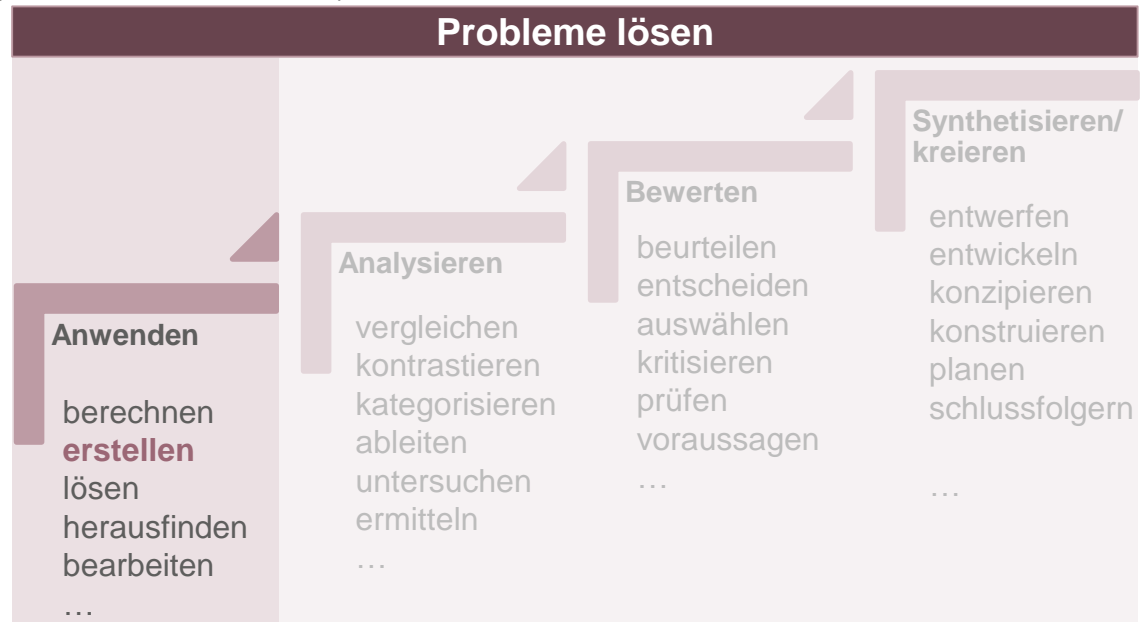 Probleme lösen
Anwenden
berechnen
erstellen
lösen
herausfinden
bearbeiten
…
Analysieren
vergleichen
kontrastieren
kategorisieren
ableiten
untersuchen
ermitteln
…
Bewerten
beurteilen
entscheiden
auswählen
kritisieren
prüfen
voraussagen
…
Synthetisieren/
kreieren
entwerfen
entwickeln
konzipieren
konstruieren
planen
schlussfolgern
…